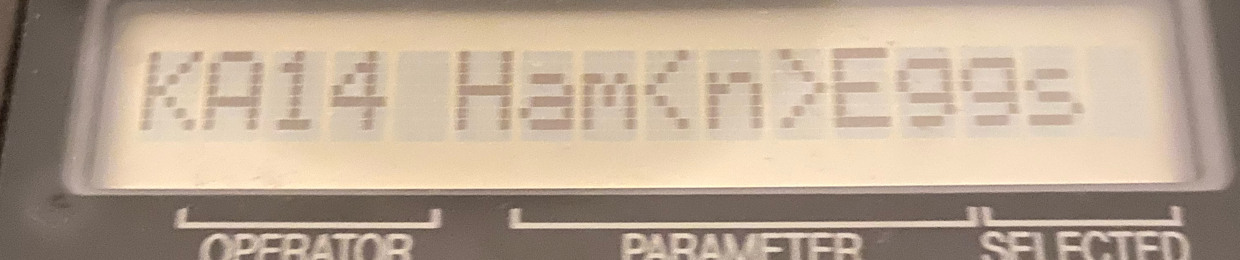 KA14 Ham<n>Eggs
OPERATOR PARAMETER SELECTED